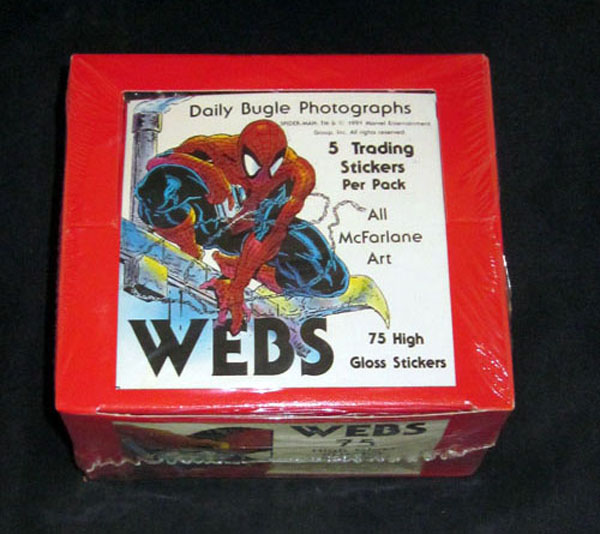 Daily Bugle Photographs
SPIDER-MAN TM & © 1991 Marvel Entertainment
Group, Inc. All rights reserved.
5 Trading
Stickers
Per Pack
All
McFarlane
Art
WEBS
75 High
Gloss Stickers
WEBS
75